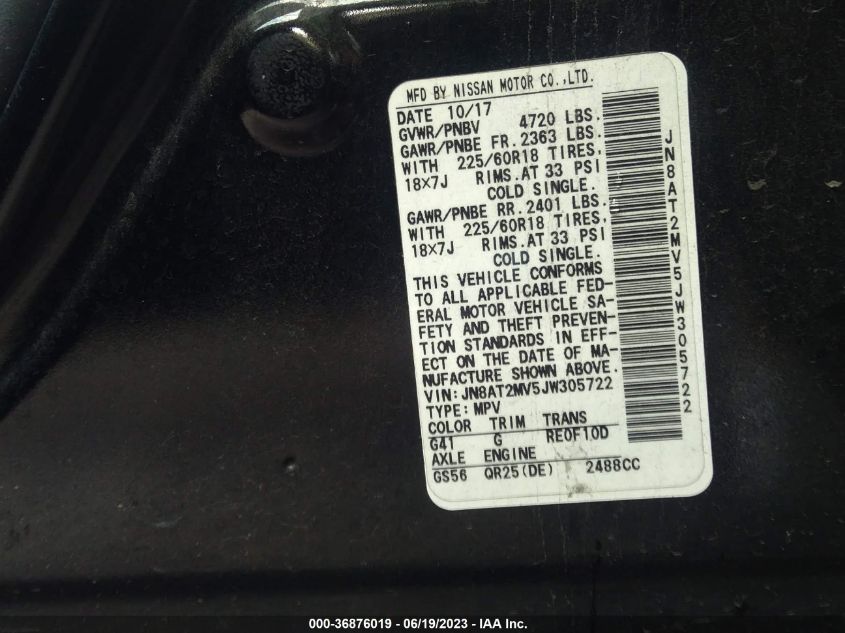 MFD BY NISSAN MOTOR CO.,LTD.
DATE 10/17
GVWR/PNBV 4720 LBS.
GAWR/PNBE FR. 2363 LBS.
WITH 225/60R18 TIRES,
18X7J RIMS.AT 33 PSI
COLD SINGLE.
GAWR/PNBE RR. 2401 LBS.
WITH 225/60R18 TIRES,
18X7J RIMS.AT 33 PSI
COLD SINGLE.
THIS VEHICLE CONFORMS
TO ALL APPLICABLE FED-
ERAL MOTOR VEHICLE SA-
FETY AND THEFT PREVEN-
TION STANDARDS IN EFF-
ECT ON THE DATE OF MA-
NUFACTURE SHOWN ABOVE.
VIN: JN8AT2MV5JW305722
TYPE: MPV
COLOR TRIM TRANS
G41 G RE0F10D
AXLE ENGINE
GS56 QR25(DE) 2488CC
JN8AT2MV5JW305722
000-36876019 - 06/19/2023 - IAA Inc.